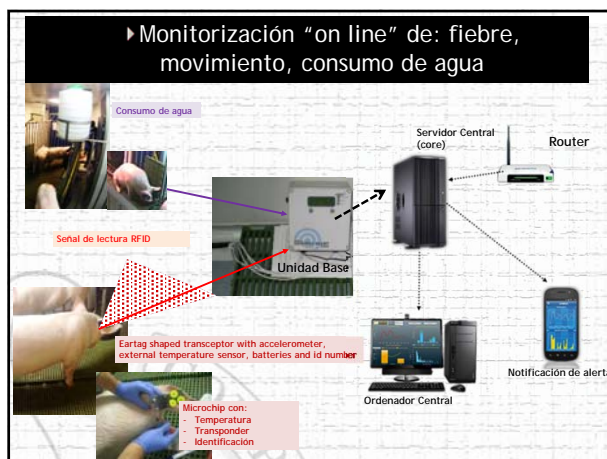 Monitorización “on line” de: fiebre,
movimiento, consumo de agua
Consumo de agua
Servidor Central
(core)
Router
Señal de lectura RFID
Unidad Base
Eartag shaped transceptor with accelerometer,
external temperature sensor, batteries and id number
Notificación de alerta
Ordenador Central
Microchip con:
- Temperatura
- Transponder
- Identificación